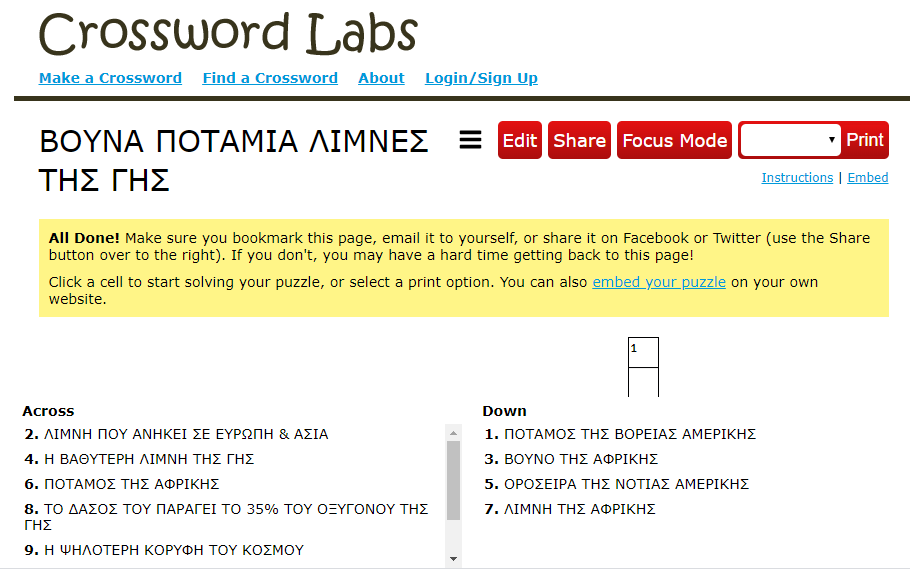 Crossword Labs
Make a Crossword Find a Crossword About Login/Sign Up
ΒΟΥΝΑ ΠΟΤΑΜΙΑ ΛΙΜΝΕΣ
ΤΗΣ ΓΗΣ
Edit Share Focus Mode Print
Instructions | Embed
All Done! Make sure you bookmark this page, email it to yourself, or share it on Facebook or Twitter (use the Share
button over to the right). If you don't, you may have a hard time getting back to this page!
Click a cell to start solving your puzzle, or select a print option. You can also embed your puzzle on your own
website.
1
Across
2. ΛΙΜΝΗ ΠΟΥ ΑΝΗΚΕΙ ΣΕ ΕΥΡΩΠΗ & ΑΣΙΑ
4. Η ΒΑΘΥΤΕΡΗ ΛΙΜΝΗ ΤΗΣ ΓΗΣ
6. ΠΟΤΑΜΟΣ ΤΗΣ ΑΦΡΙΚΗΣ
8. ΤΟ ΔΑΣΟΣ ΤΟΥ ΠΑΡΑΓΕΙ ΤΟ 35% ΤΟΥ ΟΞΥΓΟΝΟΥ ΤΗΣ
ΓΗΣ
9. Η ΨΗΛΟΤΕΡΗ ΚΟΡΥΦΗ ΤΟΥ ΚΟΣΜΟΥ
Down
1. ΠΟΤΑΜΟΣ ΤΗΣ ΒΟΡΕΙΑΣ ΑΜΕΡΙΚΗΣ
3. ΒΟΥΝΟ ΤΗΣ ΑΦΡΙΚΗΣ
5. ΟΡΟΣΕΙΡΑ ΤΗΣ ΝΟΤΙΑΣ ΑΜΕΡΙΚΗΣ
7. ΛΙΜΝΗ ΤΗΣ ΑΦΡΙΚΗΣ